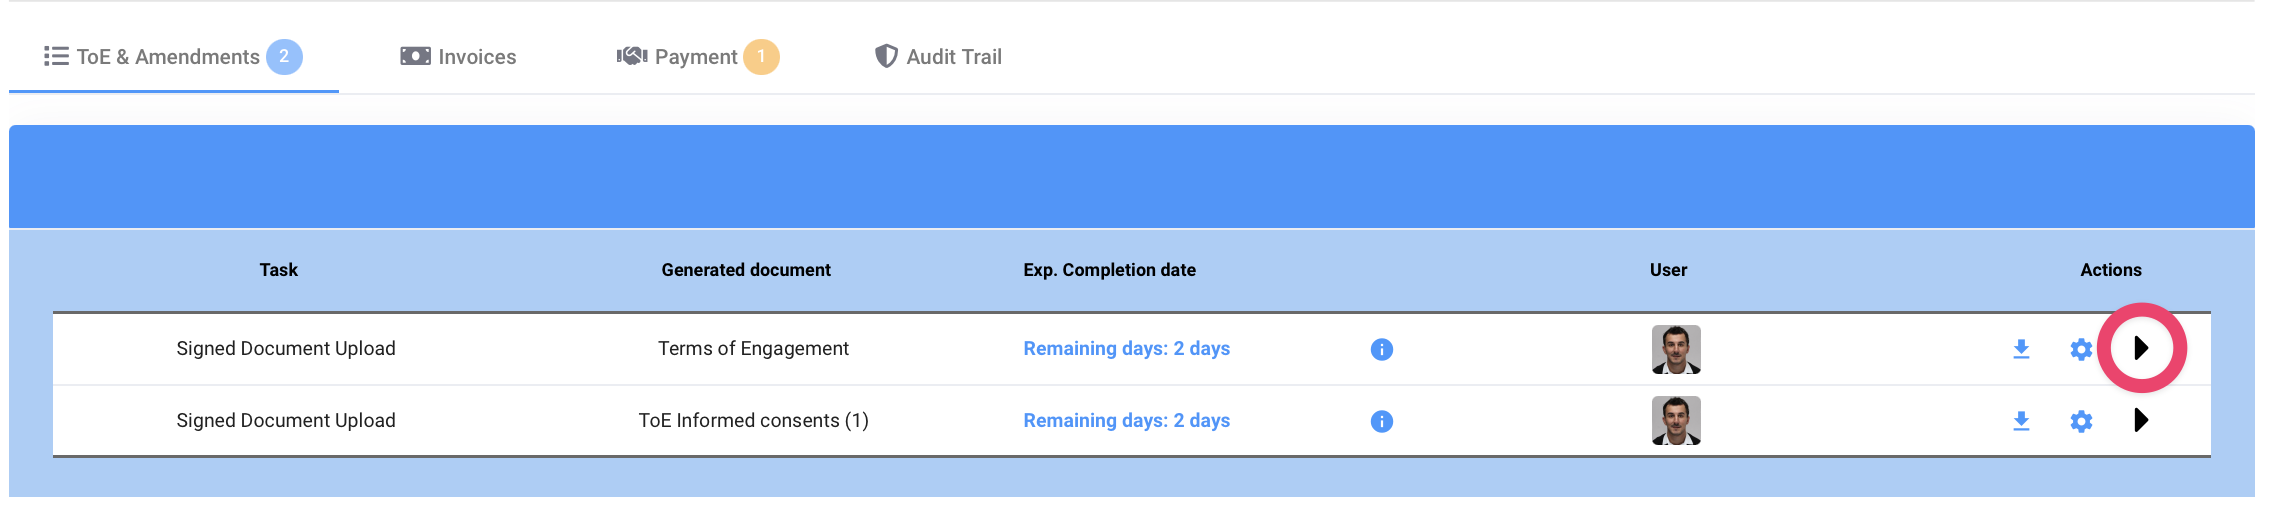 ToE & Amendments 2 Invoices Payment 1 Audit Trail
Task Generated document Exp. Completion date User Actions
Signed Document Upload Terms of Engagement Remaining days: 2 days
Signed Document Upload ToE Informed consents (1) Remaining days: 2 days